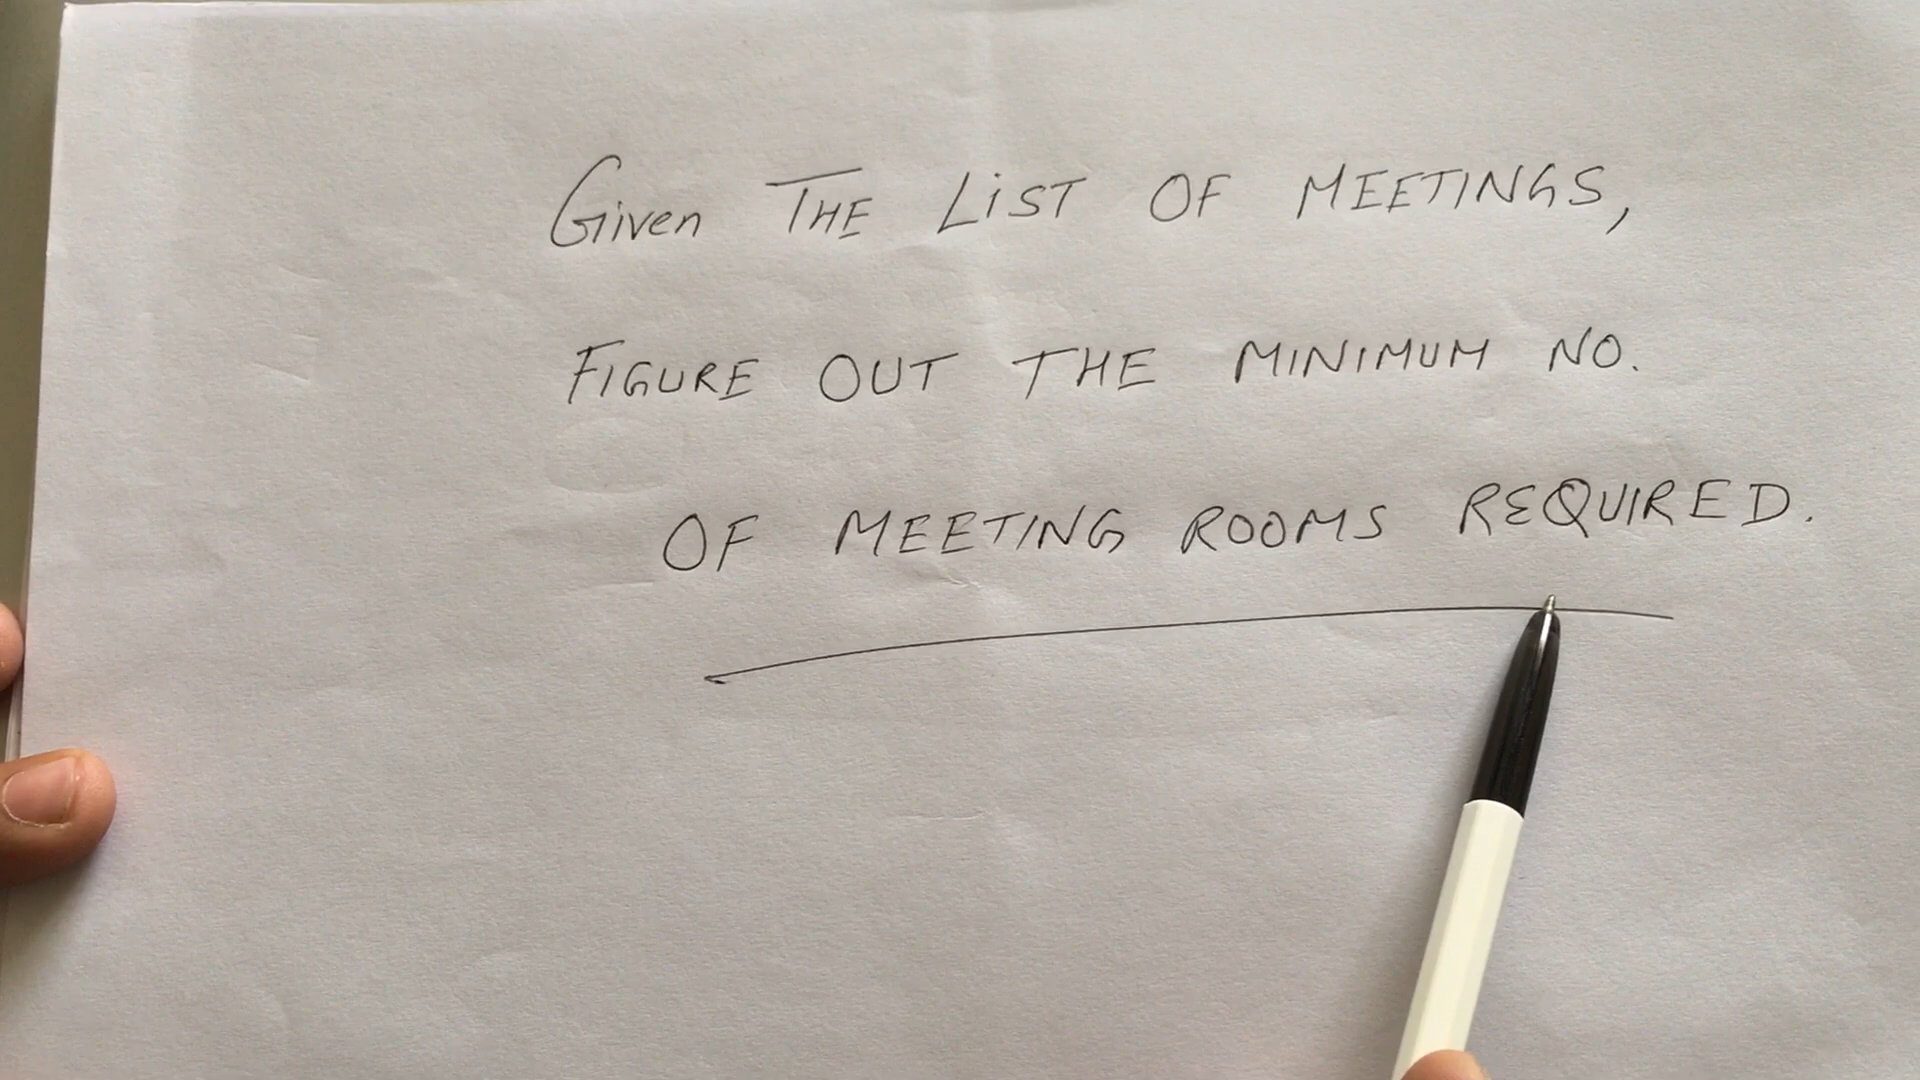 Given THE LiST OF MEETINGS,
FIGURE OUT THE MINIMUM NO.
OF MEETING ROOMS REQUIRED.